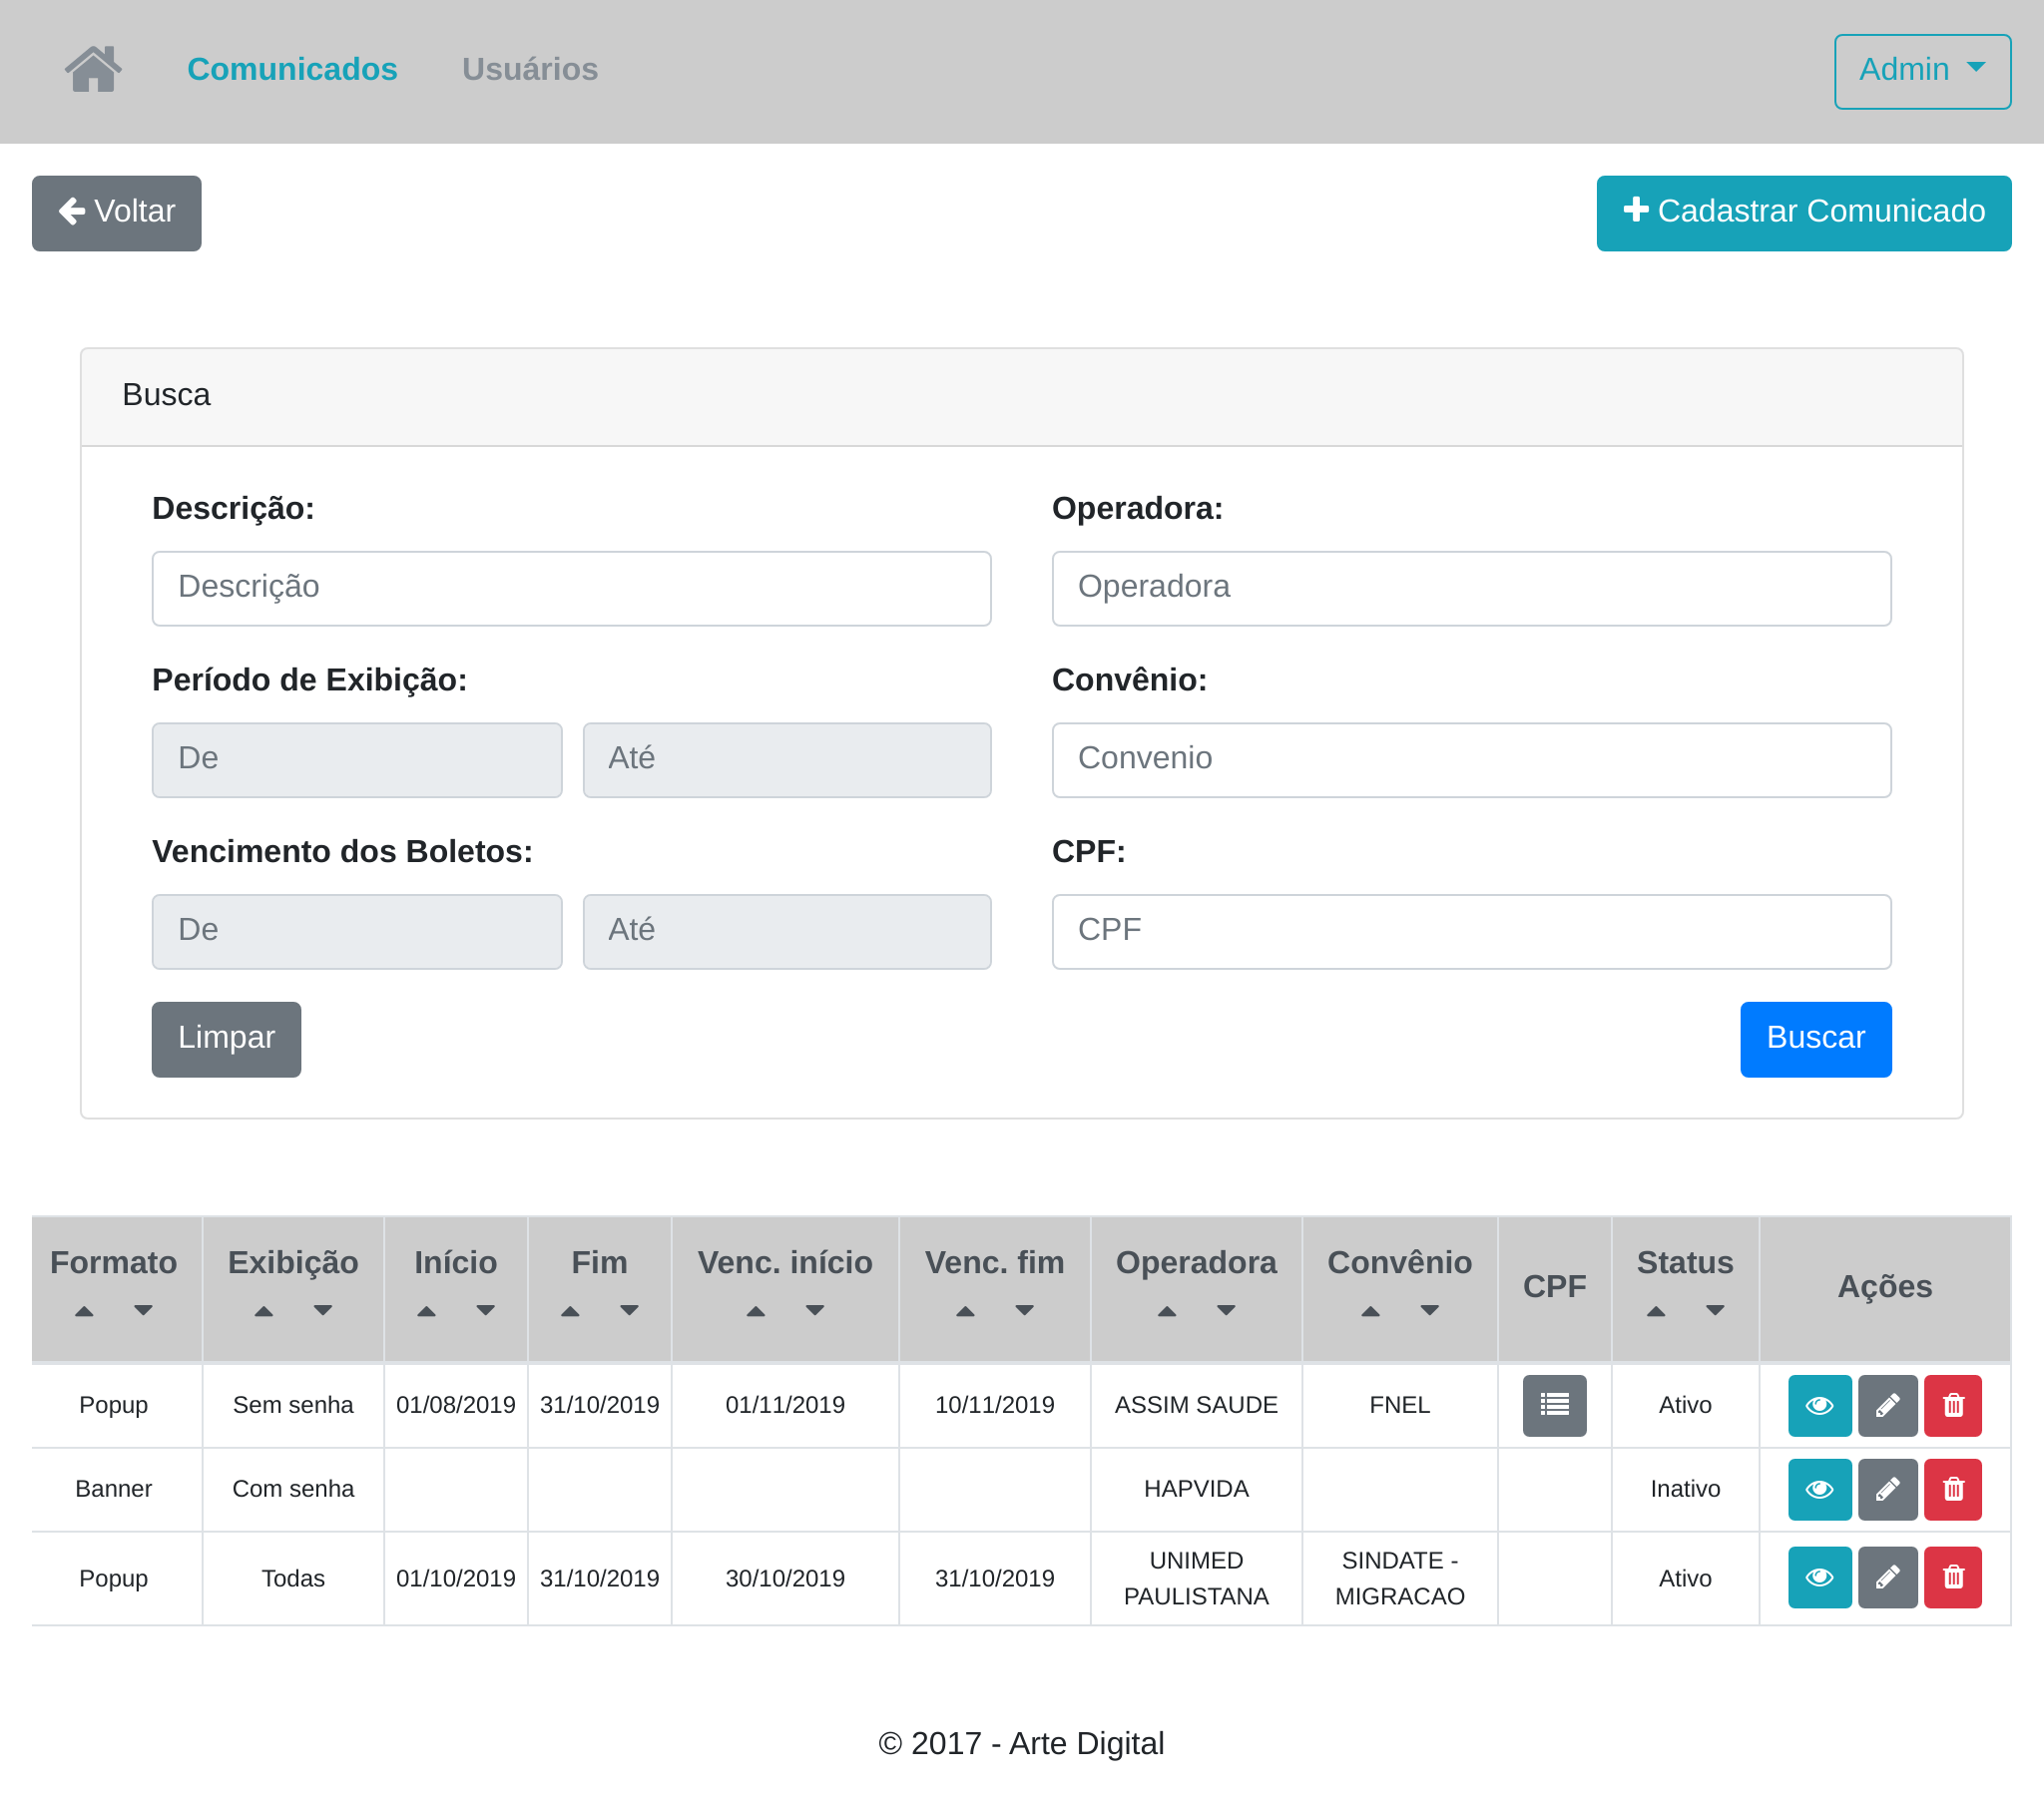 Comunicados Usuários Admin
Voltar Cadastrar Comunicado
Busca
Descrição: Operadora:
Descrição Operadora
Período de Exibição: Convênio:
De Até Convenio
Vencimento dos Boletos: CPF:
De Até CPF
Limpar Buscar
Formato Exibição Início Fim Venc. início Venc. fim Operadora Convênio CPF Status Ações
Popup Sem senha 01/08/2019 31/10/2019 01/11/2019 10/11/2019 ASSIM SAUDE FNEL Ativo
Banner Com senha HAPVIDA Inativo
Popup Todas 01/10/2019 31/10/2019 30/10/2019 31/10/2019 UNIMED PAULISTANA SINDATE - MIGRACAO Ativo
© 2017 - Arte Digital